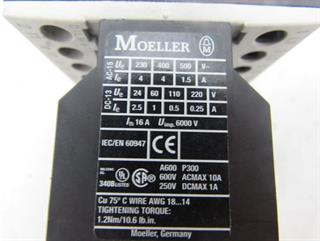 MOELLER
AC-15 Ue 230 400 500 V~
Ie 4 4 1.5 A
DC-13 Ue 24 60 110 220 V
Ie 2.5 1 0.5 0.25 A
Ith 16 A Uimp. 6000 V
IEC/EN 60947
A600 P300
600V ACMAX 10A
340B LISTED 250V DCMAX 1A
Cu 75° C WIRE AWG 18...14
TIGHTENING TORQUE:
1.2Nm/10.6 lb.in.
Moeller, Germany